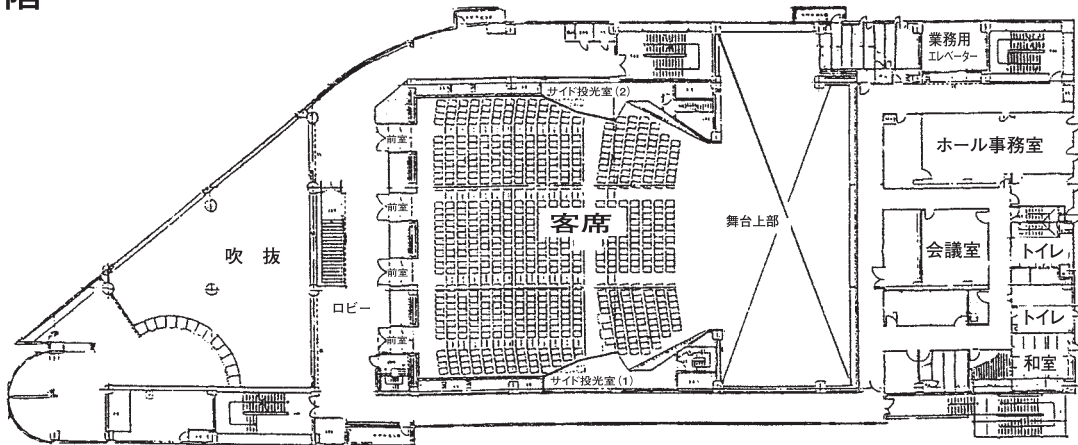 階
業務用
エレベーター
サイド投光室(2)
前室
ホール事務室
前室
客席
舞台上部
吹 抜
会議室
トイレ
前室
ロビー
トイレ
前室
和室
サイド投光室(1)